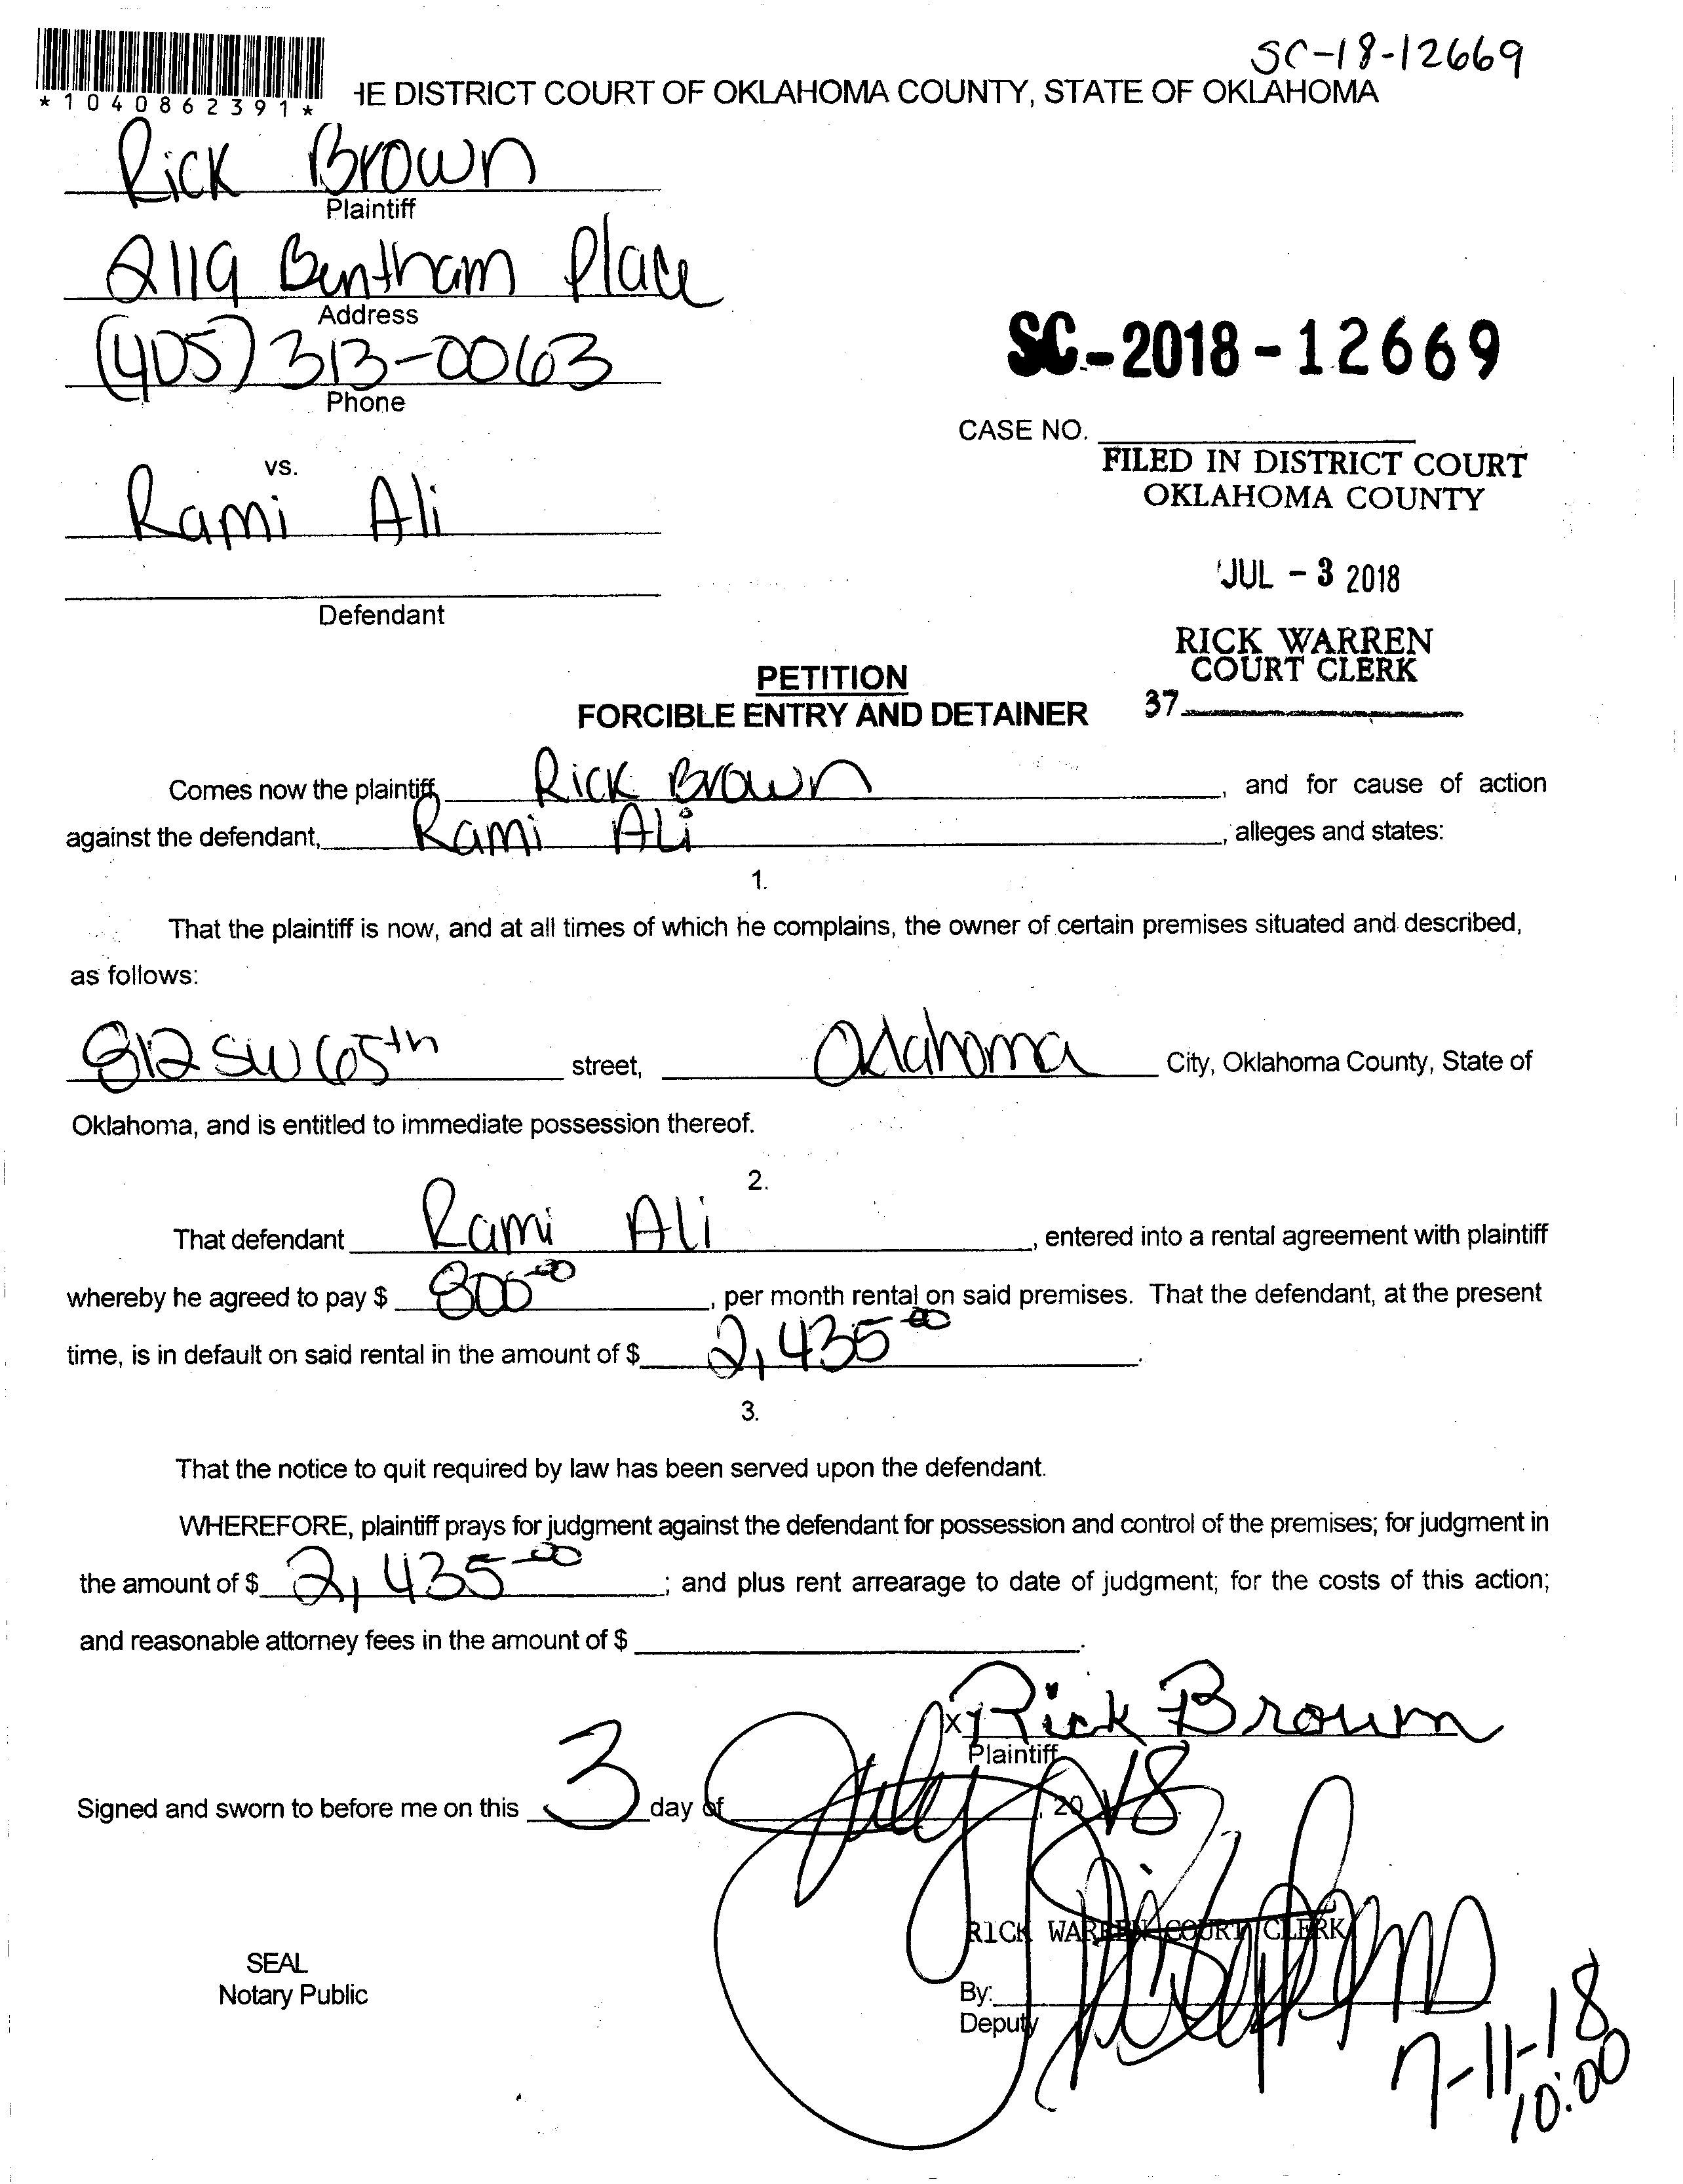 SC-18-12669
*1040862391*
HE DISTRICT COURT OF OKLAHOMA COUNTY, STATE OF OKLAHOMA
Rick Brown
Plaintiff
2119 Bentham Place
Address
(405) 313-0063
Phone
SC-2018-12669
CASE NO.
FILED IN DISTRICT COURT
OKLAHOMA COUNTY
vs.
Rami Ali
JUL - 3 2018
Defendant
RICK WARREN
COURT CLERK
37
PETITION
FORCIBLE ENTRY AND DETAINER
Comes now the plaintiff, Rick Brown, and for cause of action
against the defendant, Rami Ali, alleges and states:
1.
That the plaintiff is now, and at all times of which he complains, the owner of certain premises situated and described,
as follows:
812 SW 65th street, Oklahoma City, Oklahoma County, State of
Oklahoma, and is entitled to immediate possession thereof.
2.
That defendant Rami Ali, entered into a rental agreement with plaintiff
whereby he agreed to pay $ 800.00, per month rental on said premises. That the defendant, at the present
time, is in default on said rental in the amount of $ 2,435.00.
3.
That the notice to quit required by law has been served upon the defendant.
WHEREFORE, plaintiff prays for judgment against the defendant for possession and control of the premises; for judgment in
the amount of $ 2,435.00; and plus rent arrearage to date of judgment; for the costs of this action;
and reasonable attorney fees in the amount of $ .
x Rick Brown
Plaintiff
Signed and sworn to before me on this 3 day of July, 2018.
RICK WARREN COURT CLERK
SEAL
Notary Public
By:
Deputy
7-11-18
10:00